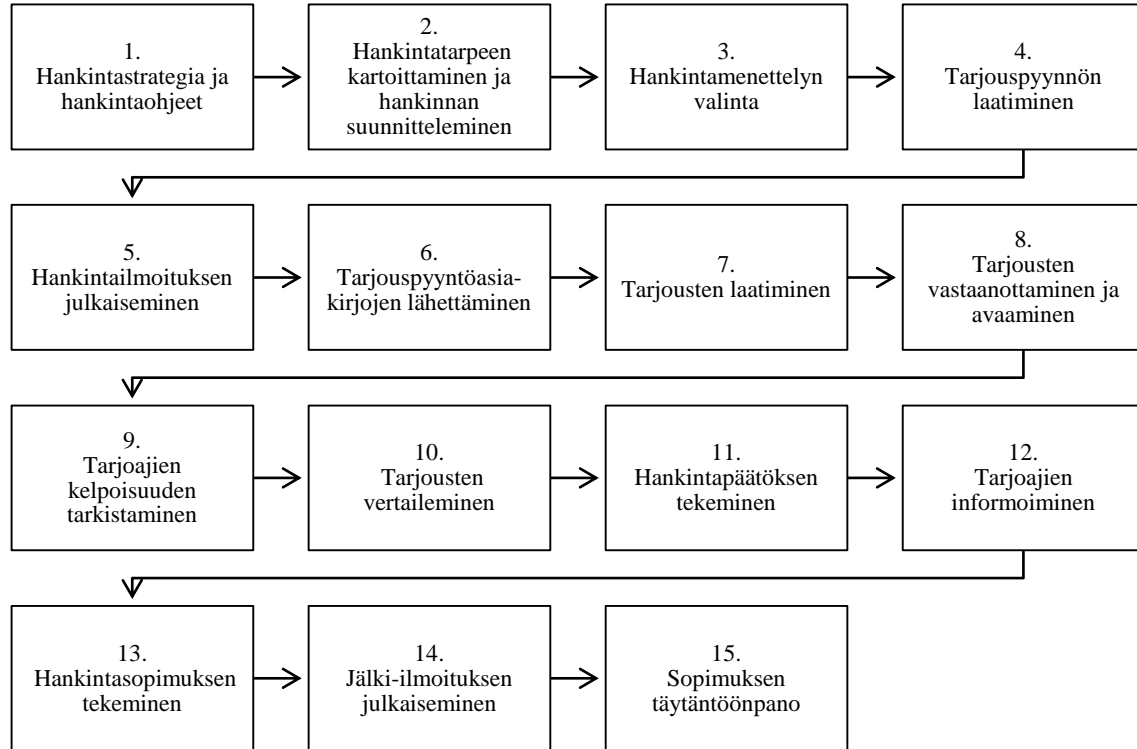 1.
Hankintastrategia ja
hankintaohjeet
2.
Hankintatarpeen
kartoittaminen ja
hankinnan
suunnitteleminen
3.
Hankintamenettelyn
valinta
4.
Tarjouspyynnön
laatiminen
5.
Hankintailmoituksen
julkaiseminen
6.
Tarjouspyyntöasia-
kirjojen lähettäminen
7.
Tarjousten laatiminen
8.
Tarjousten
vastaanottaminen ja
avaaminen
9.
Tarjoajien
kelpoisuuden
tarkistaminen
10.
Tarjousten
vertaileminen
11.
Hankintapäätöksen
tekeminen
12.
Tarjoajien
informoiminen
13.
Hankintasopimuksen
tekeminen
14.
Jälki-ilmoituksen
julkaiseminen
15.
Sopimuksen
täytäntöönpano